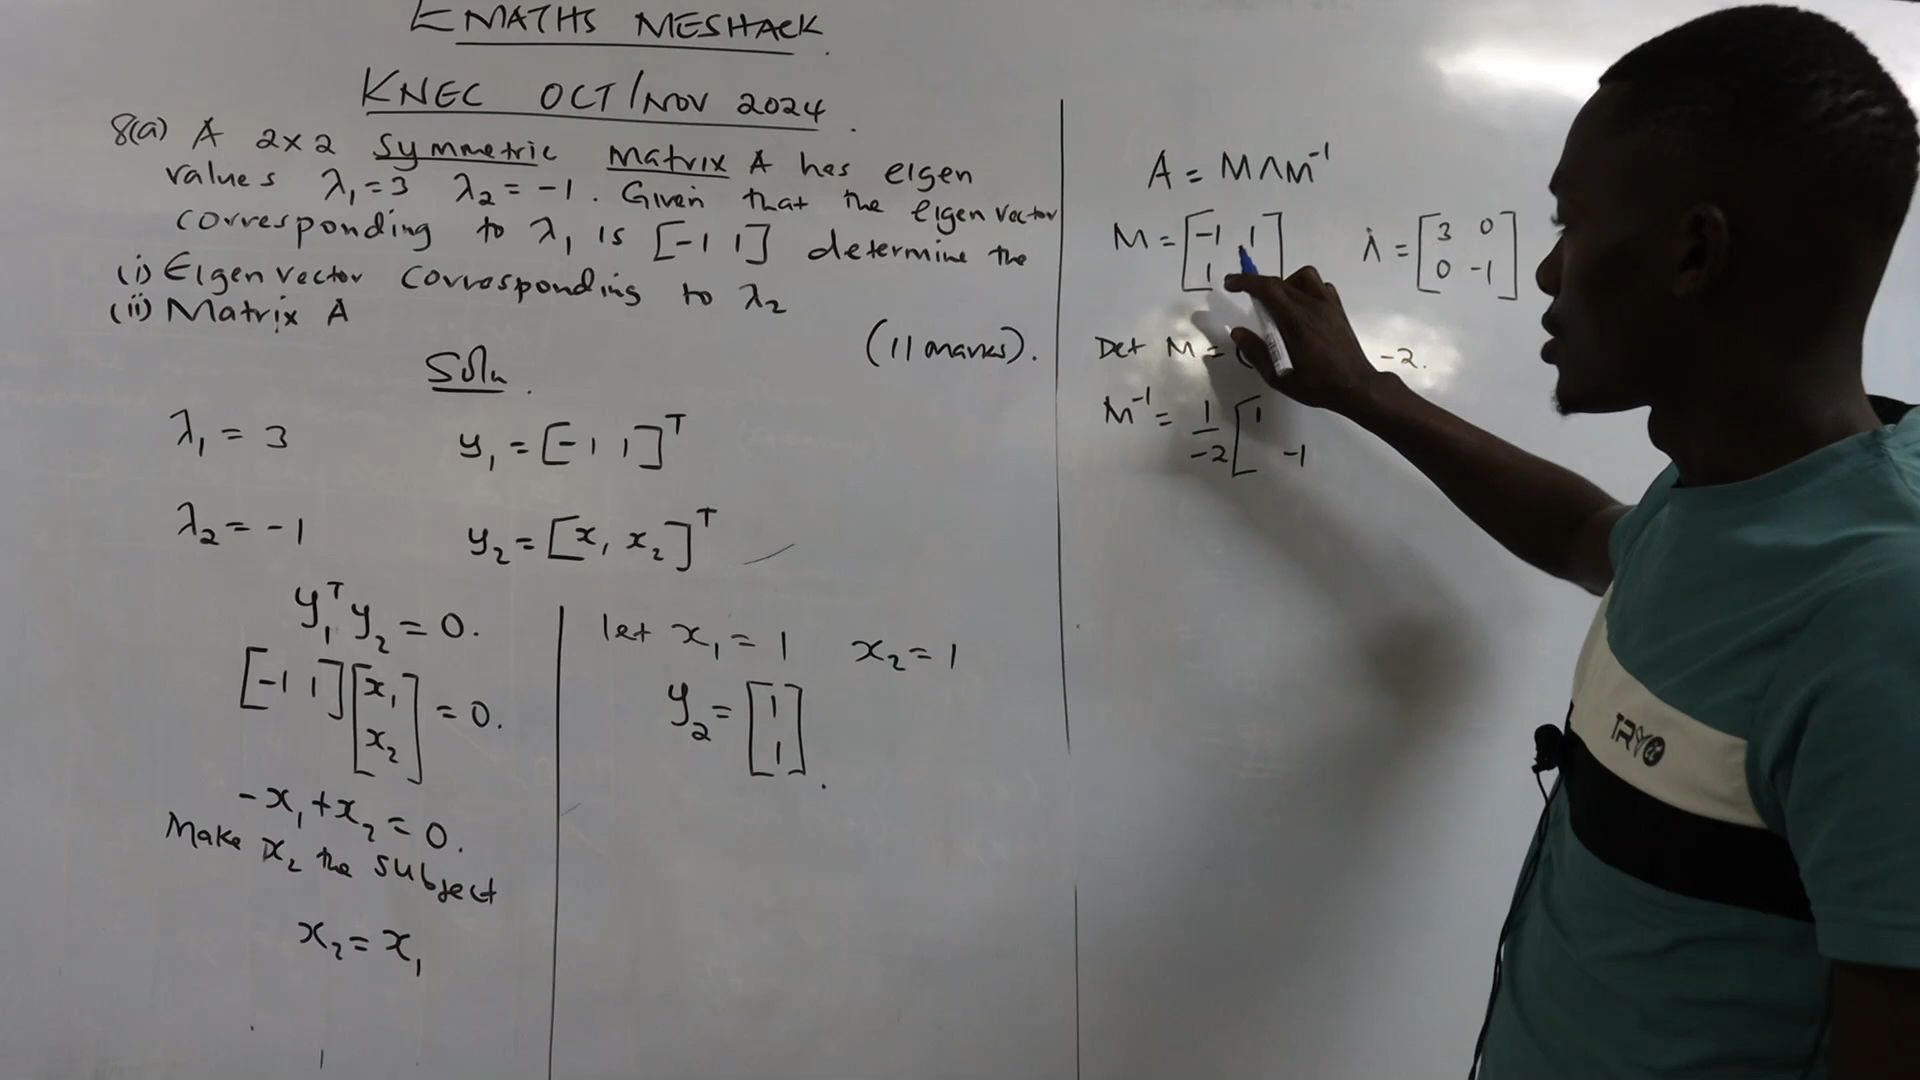 EMATHS MESHACK
KNEC OCT/NOV 2024
8(a) A 2x2 symmetric Matrix A has eigen
values λ₁=3 λ₂=-1. Given that the eigen vector
corresponding to λ₁ is [-1 1] determine the
(i) Eigen vector corresponding to λ₂
(ii) Matrix A
(11 marks).
Soln.
λ₁ = 3 y₁ = [-1 1]ᵀ
λ₂ = -1 y₂ = [x₁ x₂]ᵀ
y₁ᵀ y₂ = 0.
[-1 1] [x₁
x₂] = 0.
-x₁ + x₂ = 0.
Make x₂ the subject
x₂ = x₁
let x₁ = 1 x₂ = 1
y₂ = [1
1].
A = MΛM⁻¹
M = [-1 1
1
λ = [3 0
0 -1]
Det M = -2.
M⁻¹ = 1/-2 [1
-1
TRY